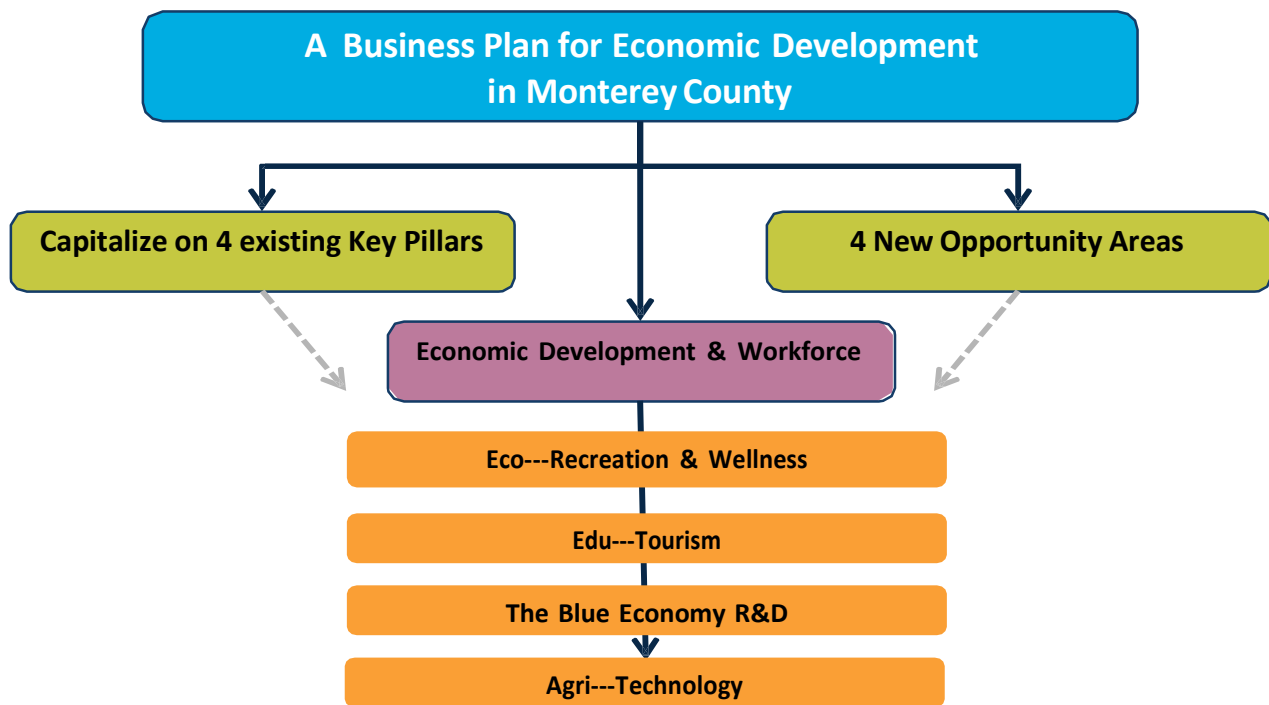 A Business Plan for Economic Development
in Monterey County
Capitalize on 4 existing Key Pillars
4 New Opportunity Areas
Economic Development & Workforce
Eco---Recreation & Wellness
Edu---Tourism
The Blue Economy R&D
Agri---Technology